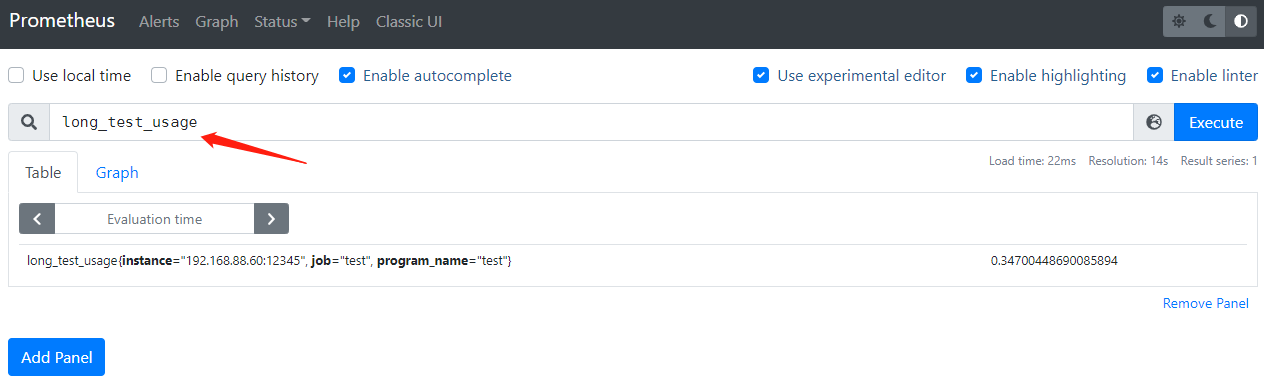 Prometheus Alerts Graph Status Help Classic UI
Use local time Enable query history Enable autocomplete Use experimental editor Enable highlighting Enable linter
long_test_usage Execute
Table Graph Load time: 22ms Resolution: 14s Result series: 1
Evaluation time
long_test_usage{instance="192.168.88.60:12345", job="test", program_name="test"} 0.34700448690085894
Remove Panel
Add Panel